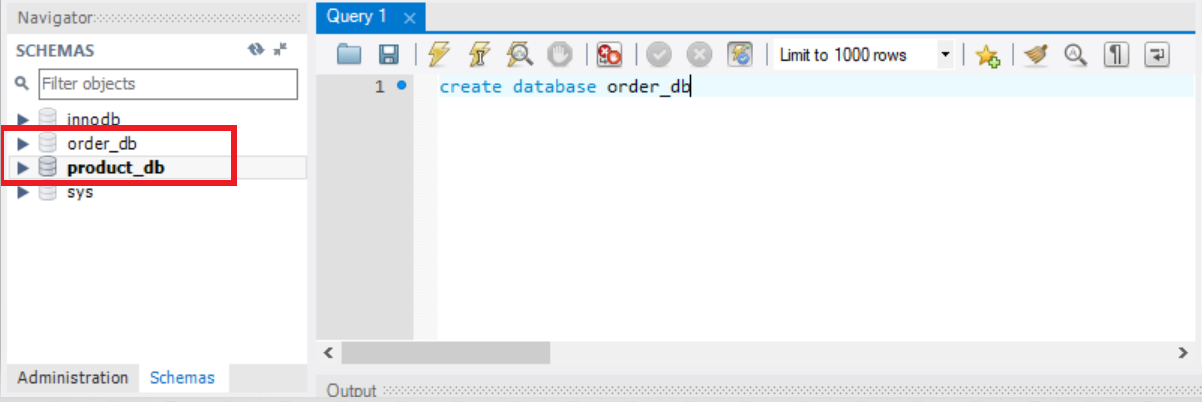 Navigator
SCHEMAS
Filter objects
innodb
order_db
product_db
sys
Administration Schemas
Query 1
Limit to 1000 rows
1 create database order_db
Output